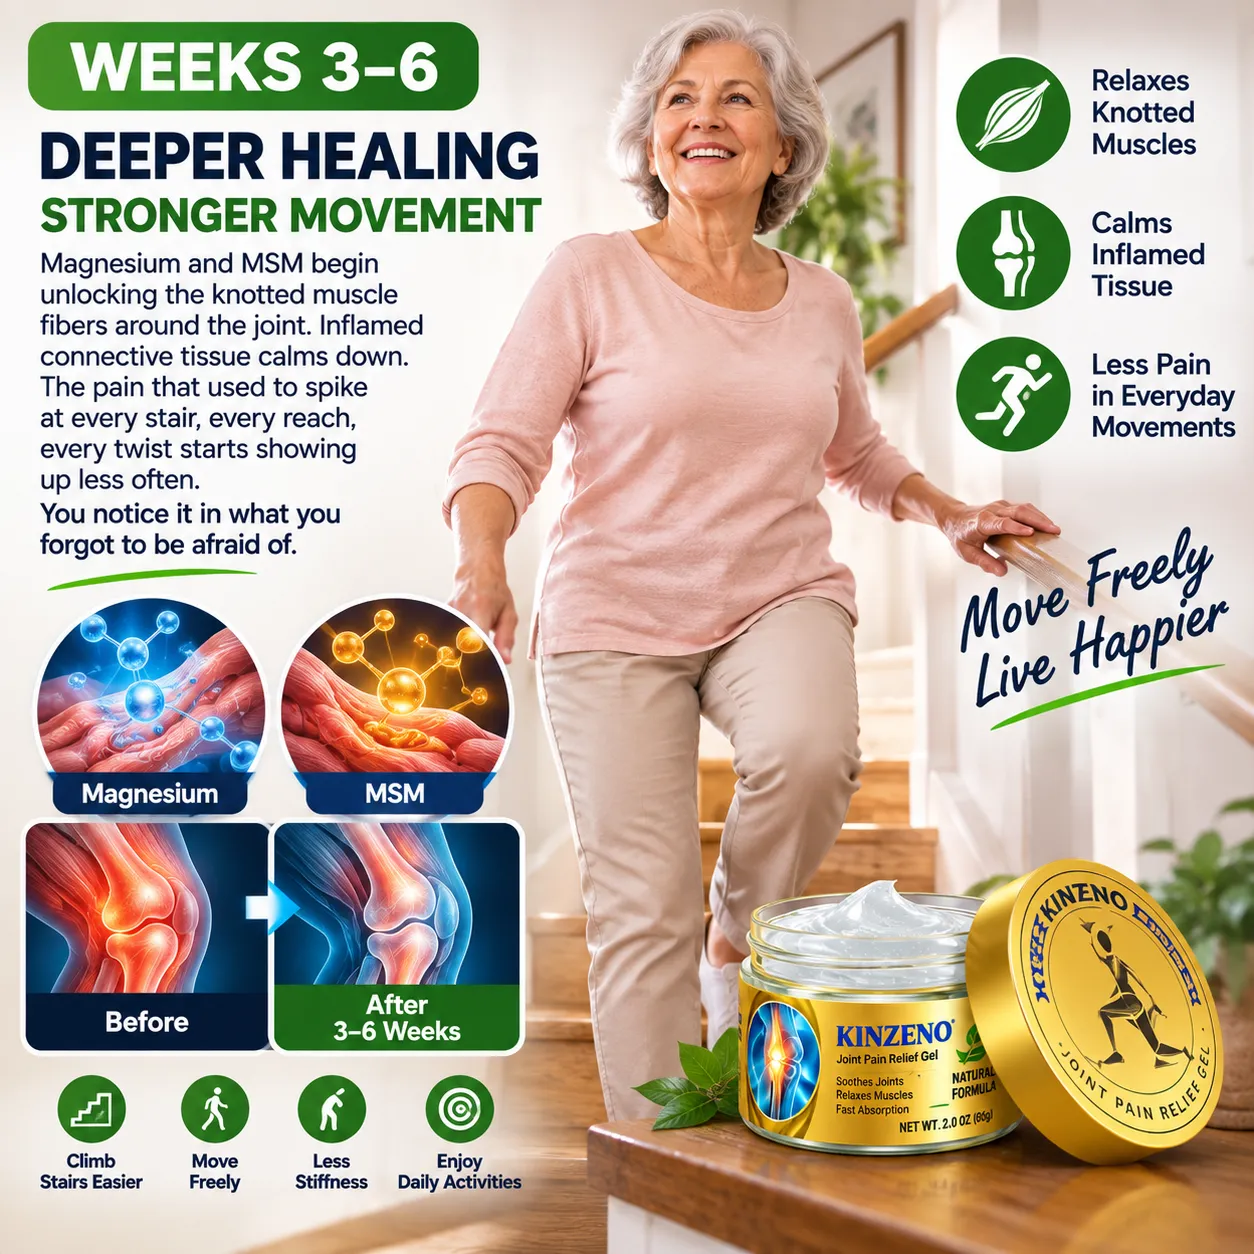 WEEKS 3–6
DEEPER HEALING
STRONGER MOVEMENT
Magnesium and MSM begin
unlocking the knotted muscle
fibers around the joint. Inflamed
connective tissue calms down.
The pain that used to spike
at every stair, every reach,
every twist starts showing
up less often.
You notice it in what you
forgot to be afraid of.
Relaxes
Knotted
Muscles
Calms
Inflamed
Tissue
Less Pain
in Everyday
Movements
Move Freely
Live Happier
Magnesium
MSM
Before
After
3–6 Weeks
Climb
Stairs Easier
Move
Freely
Less
Stiffness
Enjoy
Daily Activities
KINZENO®
Joint Pain Relief Gel
Soothes Joints
Relaxes Muscles
Fast Absorption
NATURAL
FORMULA
NET WT. 2.0 OZ
KINZENO
· JOINT PAIN RELIEF GEL ·